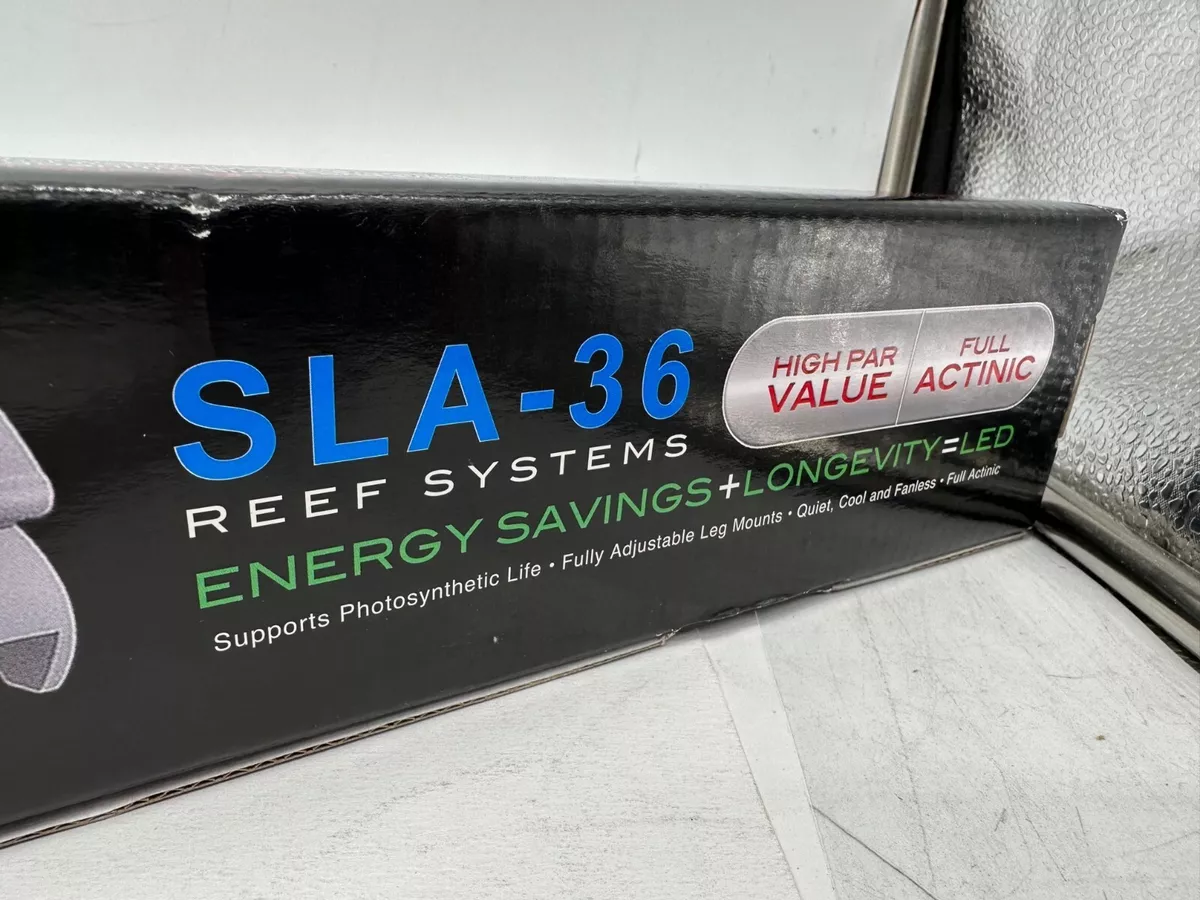 SLA-36
REEF SYSTEMS
HIGH PAR
VALUE
FULL
ACTINIC
ENERGY SAVINGS+LONGEVITY=LED
Supports Photosynthetic Life • Fully Adjustable Leg Mounts • Quiet, Cool and Fanless • Full Actinic